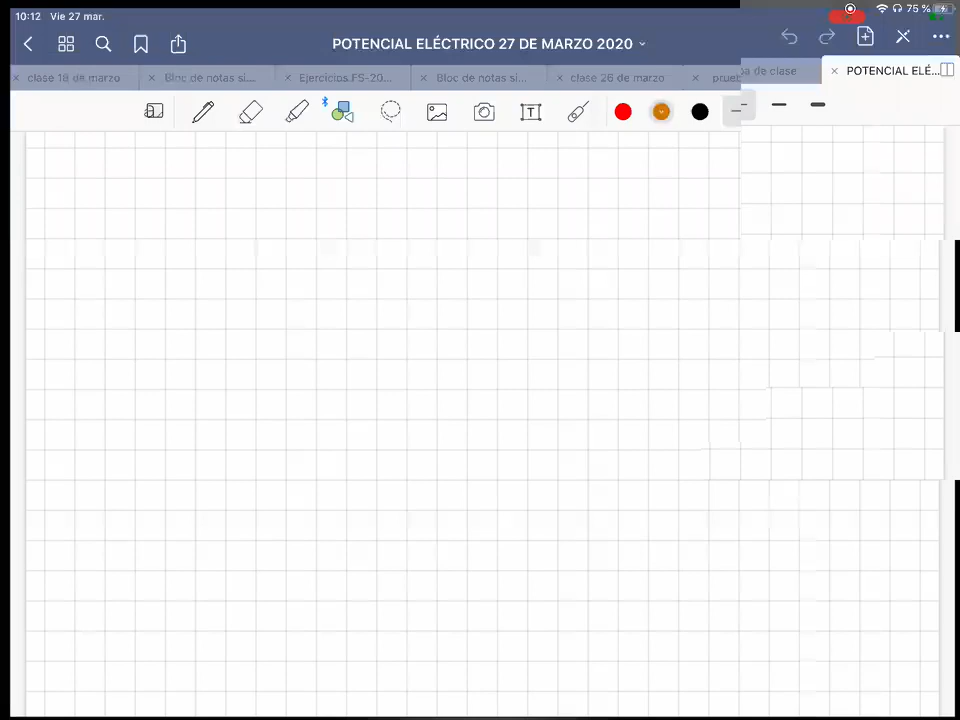 10:12 Vie 27 mar.
75 %
POTENCIAL ELÉCTRICO 27 DE MARZO 2020
clase 18 de marzo
Bloc de notas si...
Ejercicios FS-20...
Bloc de notas si...
clase 26 de marzo
de clase
POTENCIAL ELÉ...
T